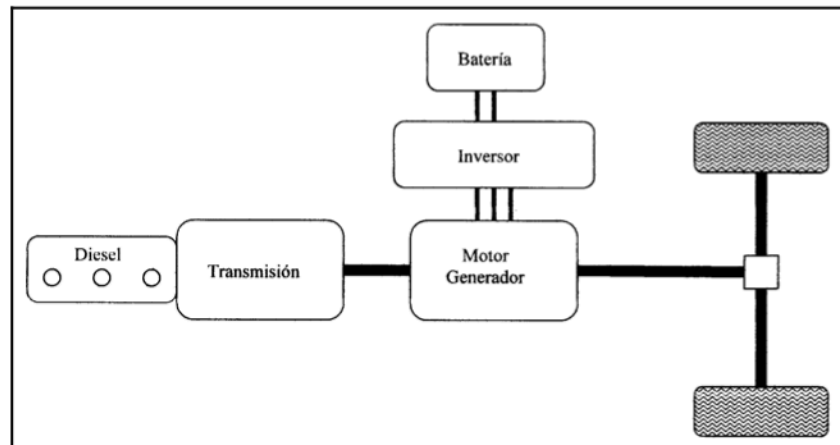 Batería
Inversor
Diesel
Transmisión
Motor
Generador